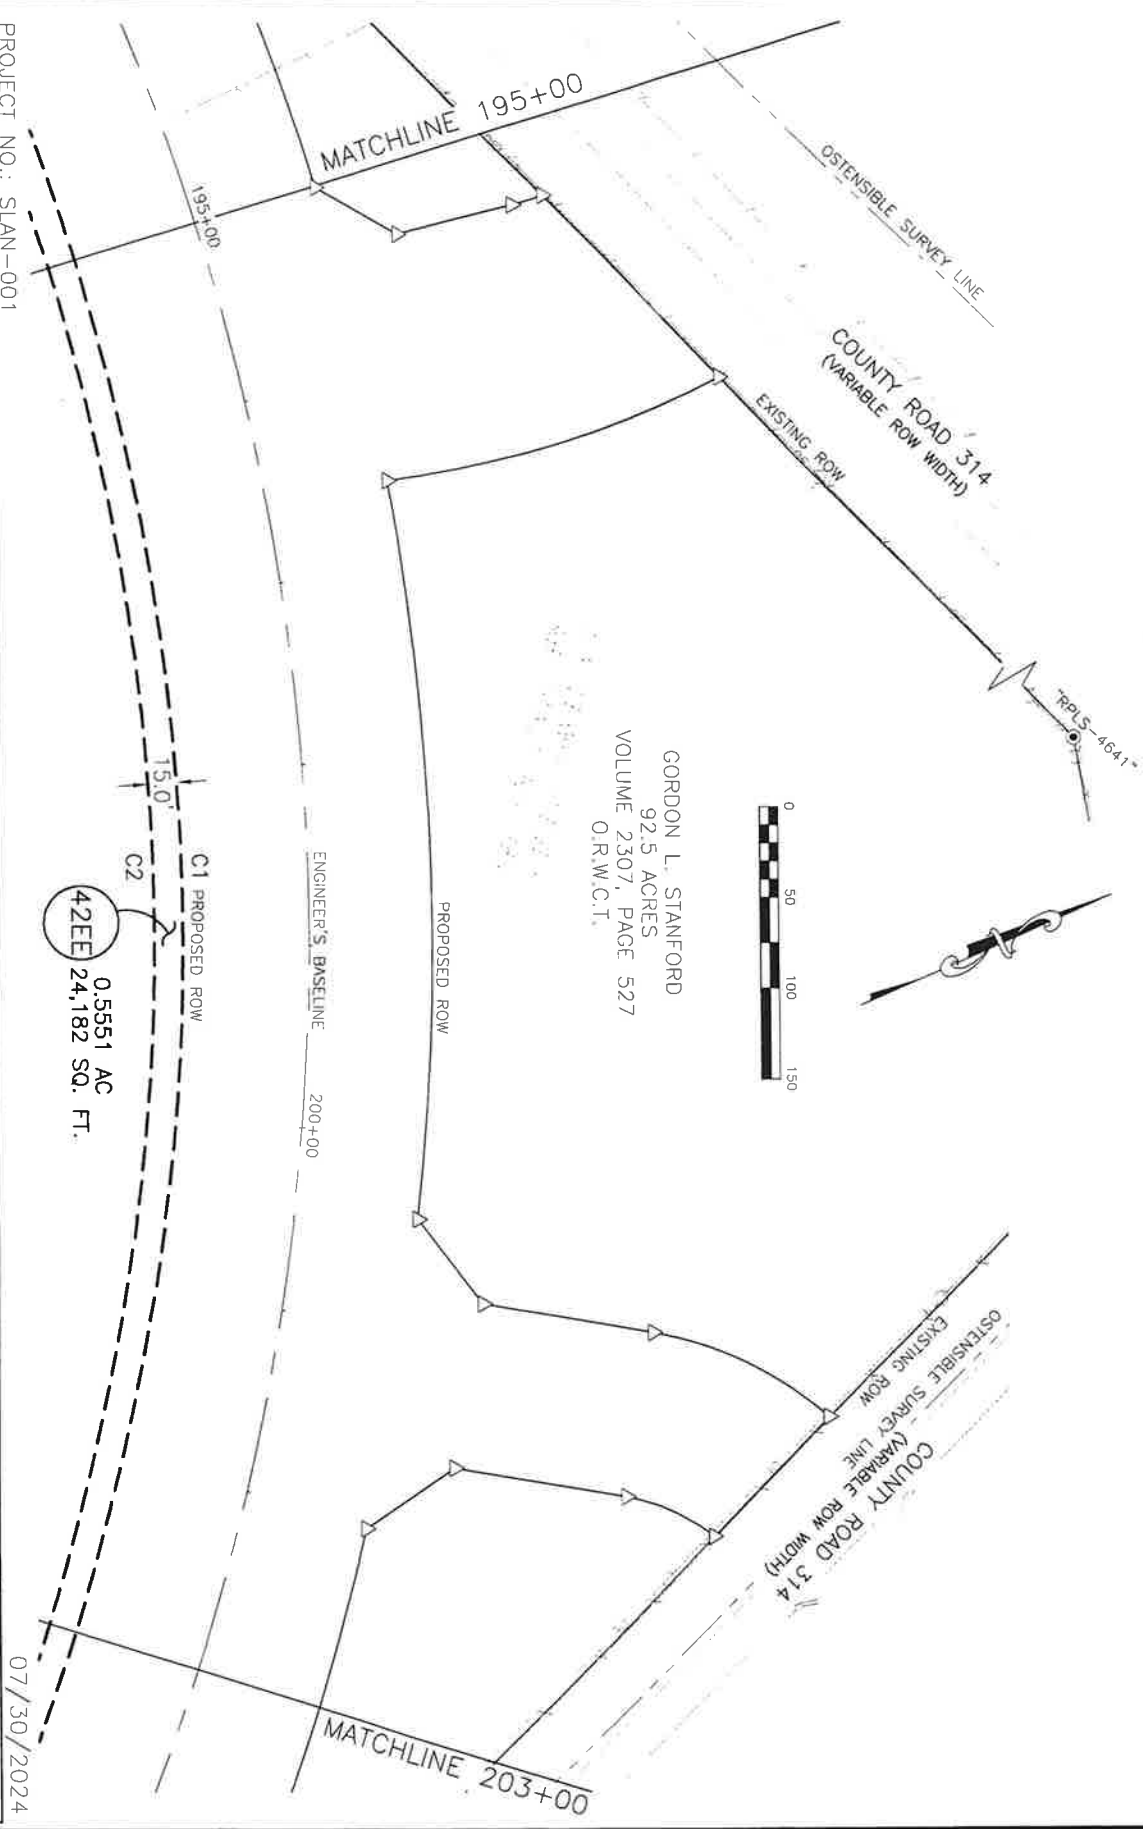 OSTENSIBLE SURVEY LINE
COUNTY ROAD 314
(VARIABLE ROW WIDTH)
EXISTING ROW
"RPLS-4641"
MATCHLINE 195+00
195+00
0 50 100 150
GORDON L. STANFORD
92.5 ACRES
VOLUME 2307, PAGE 527
O.R.W.C.T.
PROPOSED ROW
ENGINEER'S BASELINE
200+00
15.0'
C1 PROPOSED ROW
C2
42EE
0.5551 AC
24,182 SQ. FT.
EXISTING ROW
OSTENSIBLE SURVEY LINE
COUNTY ROAD 314
(VARIABLE ROW WIDTH)
MATCHLINE 203+00
PROJECT NO.: SLAN-001
07/30/2024